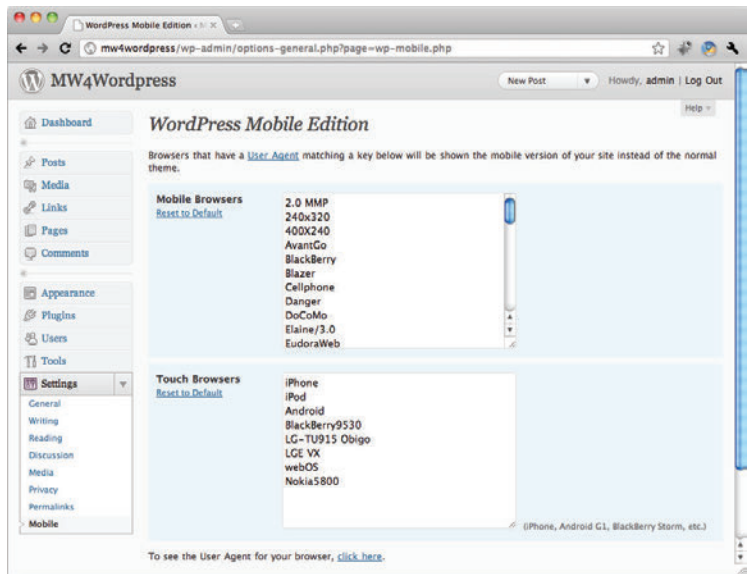 WordPress Mobile Edition
mw4wordpress/wp-admin/options-general.php?page=wp-mobile.php
MW4Wordpress
New Post
Howdy, admin | Log Out
Help
Dashboard
Posts
Media
Links
Pages
Comments
Appearance
Plugins
Users
Tools
Settings
General
Writing
Reading
Discussion
Media
Privacy
Permalinks
Mobile
WordPress Mobile Edition
Browsers that have a User Agent matching a key below will be shown the mobile version of your site instead of the normal
theme.
Mobile Browsers
Reset to Default
2.0 MMP
240x320
400X240
AvantGo
BlackBerry
Blazer
Cellphone
Danger
DoCoMo
Elaine/3.0
EudoraWeb
Touch Browsers
Reset to Default
iPhone
iPod
Android
BlackBerry9530
LG-TU915 Obigo
LGE VX
webOS
Nokia5800
(iPhone, Android G1, BlackBerry Storm, etc.)
To see the User Agent for your browser, click here.